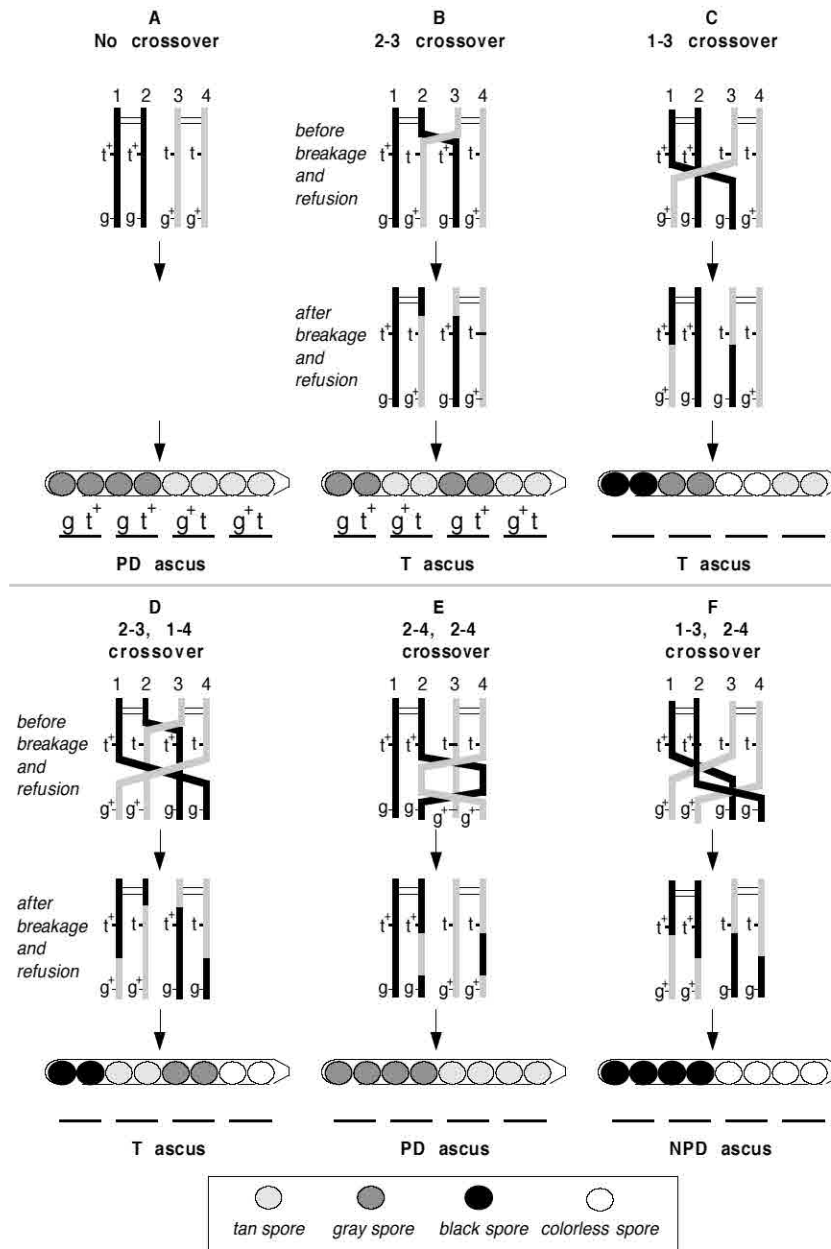 A
No crossover
B
2-3 crossover
C
1-3 crossover
1 2 3 4
1 2 3 4
1 2 3 4
before
breakage
and
refusion
t+ t+ t t
t+ t t+ t
t+ t+ t t
g g g+ g+
g g+ g g+
g+ g g g+
after
breakage
and
refusion
t+ t t+ t
t+ t+ t t
g g+ g g+
g+ g g g+
g t+ g t+ g+ t g+ t
g t+ g+ t g t+ g+ t
PD ascus
T ascus
T ascus
D
2-3, 1-4
crossover
E
2-4, 2-4
crossover
F
1-3, 2-4
crossover
1 2 3 4
1 2 3 4
1 2 3 4
before
breakage
and
refusion
t+ t t+ t
t+ t+ t t
t+ t+ t t
g+ g+ g g
g g g+ g+
g+ g+ g g
after
breakage
and
refusion
t+ t t+ t
t+ t+ t t
t+ t+ t t
g+ g+ g g
g g g+ g+
g+ g+ g g
T ascus
PD ascus
NPD ascus
tan spore
gray spore
black spore
colorless spore